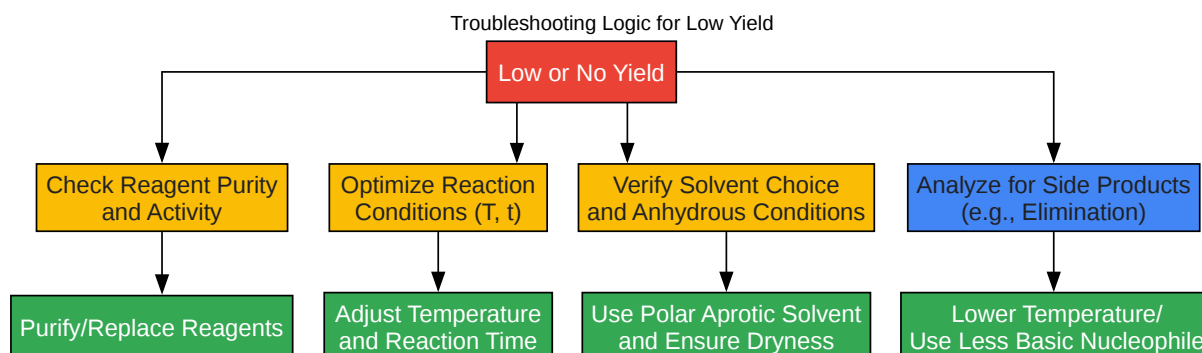 Troubleshooting Logic for Low Yield
Low or No Yield
Check Reagent Purity
and Activity
Optimize Reaction
Conditions (T, t)
Verify Solvent Choice
and Anhydrous Conditions
Analyze for Side Products
(e.g., Elimination)
Purify/Replace Reagents
Adjust Temperature
and Reaction Time
Use Polar Aprotic Solvent
and Ensure Dryness
Lower Temperature/
Use Less Basic Nucleophile